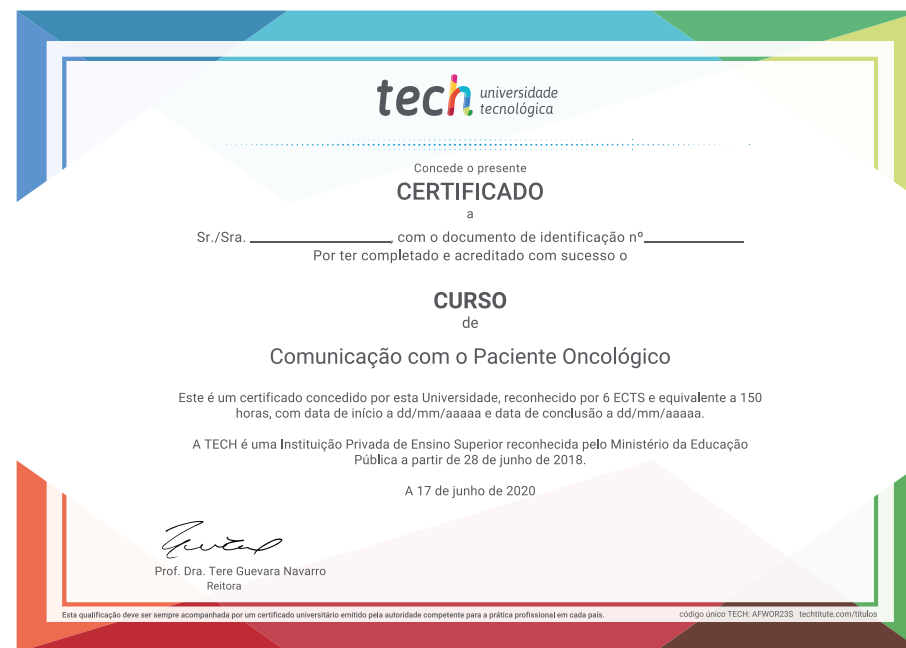 tech universidade
tecnológica
Concede o presente
CERTIFICADO
a
Sr./Sra. ___________________, com o documento de identificação nº_____________
Por ter completado e acreditado com sucesso o
CURSO
de
Comunicação com o Paciente Oncológico
Este é um certificado concedido por esta Universidade, reconhecido por 6 ECTS e equivalente a 150
horas, com data de início a dd/mm/aaaaa e data de conclusão a dd/mm/aaaaa.
A TECH é uma Instituição Privada de Ensino Superior reconhecida pelo Ministério da Educação
Pública a partir de 28 de junho de 2018.
A 17 de junho de 2020
Prof. Dra. Tere Guevara Navarro
Reitora
Esta qualificação deve ser sempre acompanhada por um certificado universitário emitido pela autoridade competente para a prática profissional em cada país.
código único TECH: AFWOR23S techtitute.com/titulos